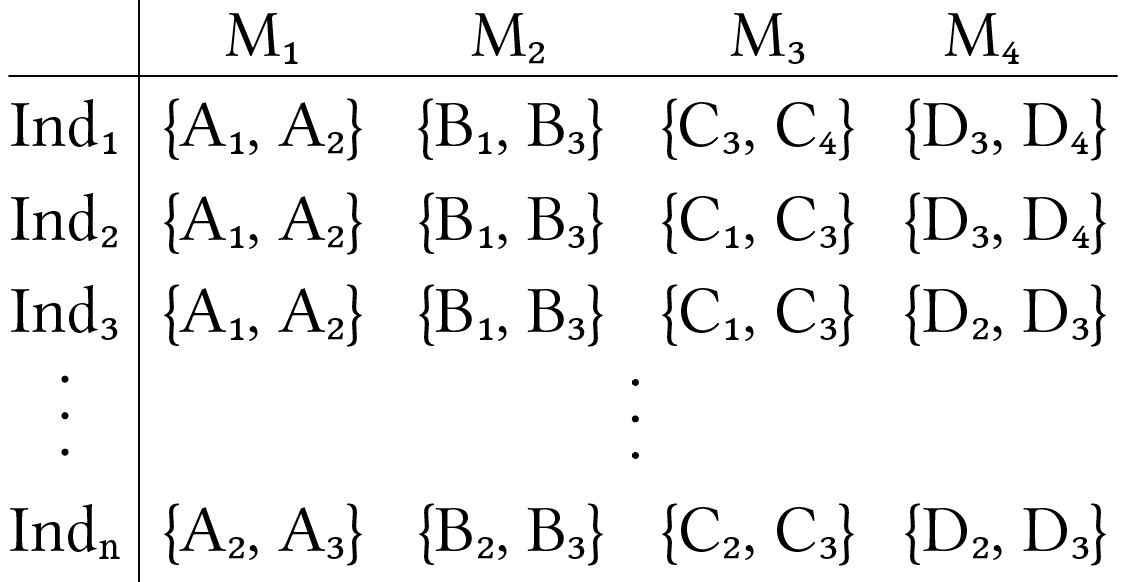 M₁ M₂ M₃ M₄
Ind₁ {A₁, A₂} {B₁, B₃} {C₃, C₄} {D₃, D₄}
Ind₂ {A₁, A₂} {B₁, B₃} {C₁, C₃} {D₃, D₄}
Ind₃ {A₁, A₂} {B₁, B₃} {C₁, C₃} {D₂, D₃}
. .
. .
. .
Indₙ {A₂, A₃} {B₂, B₃} {C₂, C₃} {D₂, D₃}